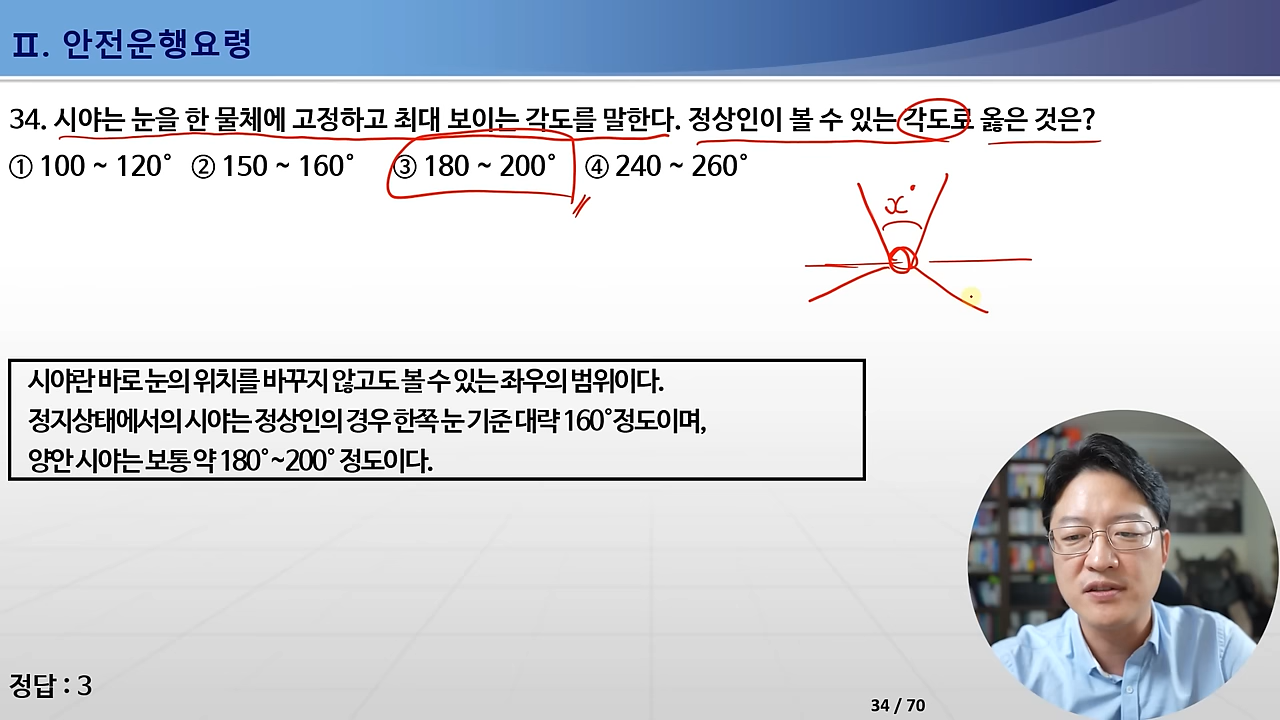 Ⅱ. 안전운행요령
34. 시야는 눈을 한 물체에 고정하고 최대 보이는 각도를 말한다. 정상인이 볼 수 있는 각도로 옳은 것은?
① 100 ~ 120° ② 150 ~ 160° ③ 180 ~ 200° ④ 240 ~ 260°
x°
시야란 바로 눈의 위치를 바꾸지 않고도 볼 수 있는 좌우의 범위이다.
정지상태에서의 시야는 정상인의 경우 한쪽 눈 기준 대략 160°정도이며,
양안 시야는 보통 약 180°~200° 정도이다.
정답 : 3
34 / 70